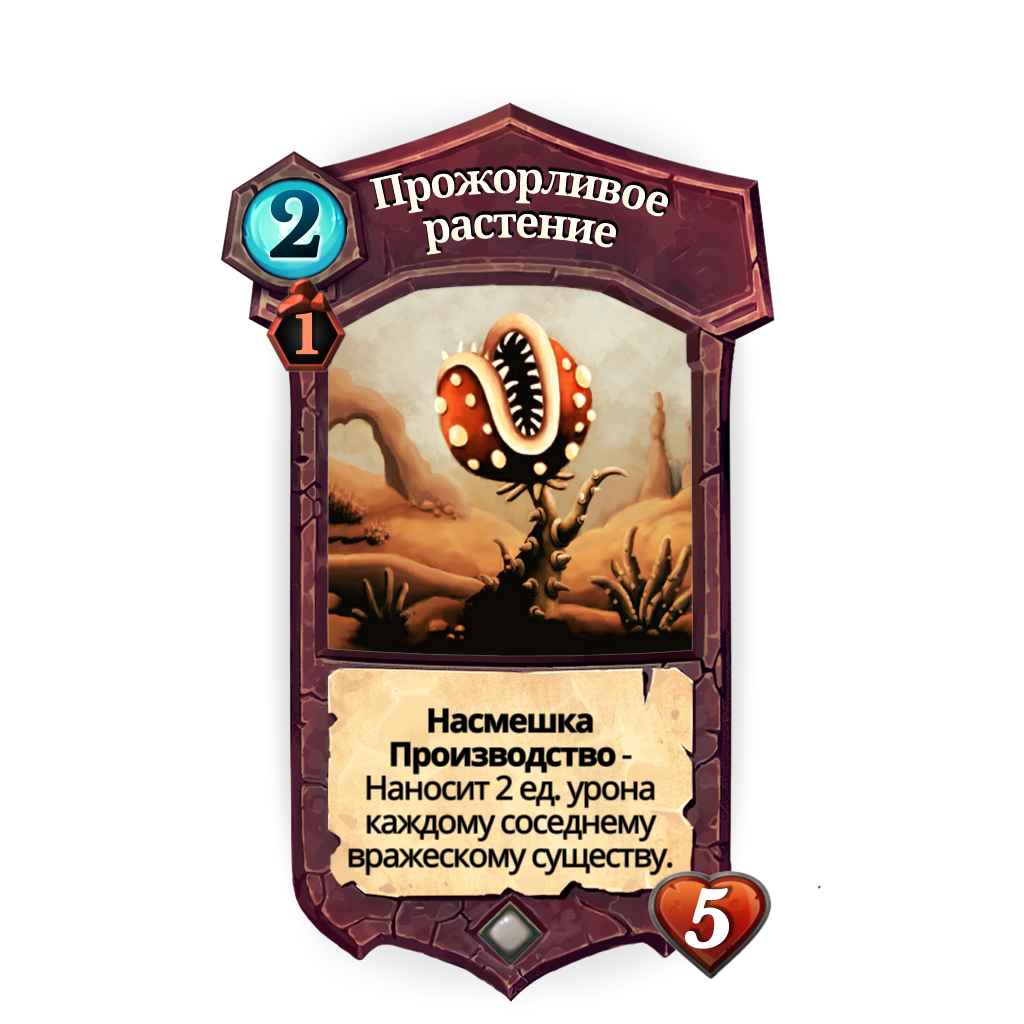 Прожорливое
растение
2
1
Насмешка
Производство -
Наносит 2 ед. урона
каждому соседнему
вражескому существу.
5